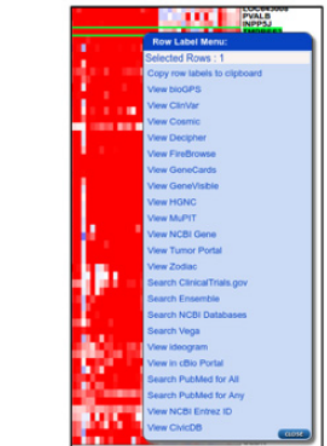 PVALB
INPP5J
Row Label Menu:
Selected Rows : 1
Copy row labels to clipboard
View bioGPS
View ClinVar
View Cosmic
View Decipher
View FireBrowse
View GeneCards
View GeneVisible
View HGNC
View MuPIT
View NCBI Gene
View Tumor Portal
View Zodiac
Search ClinicalTrials.gov
Search Ensemble
Search NCBI Databases
Search Vega
View ideogram
View in cBio Portal
Search PubMed for All
Search PubMed for Any
View NCBI Entrez ID
View CivicDB
CLOSE